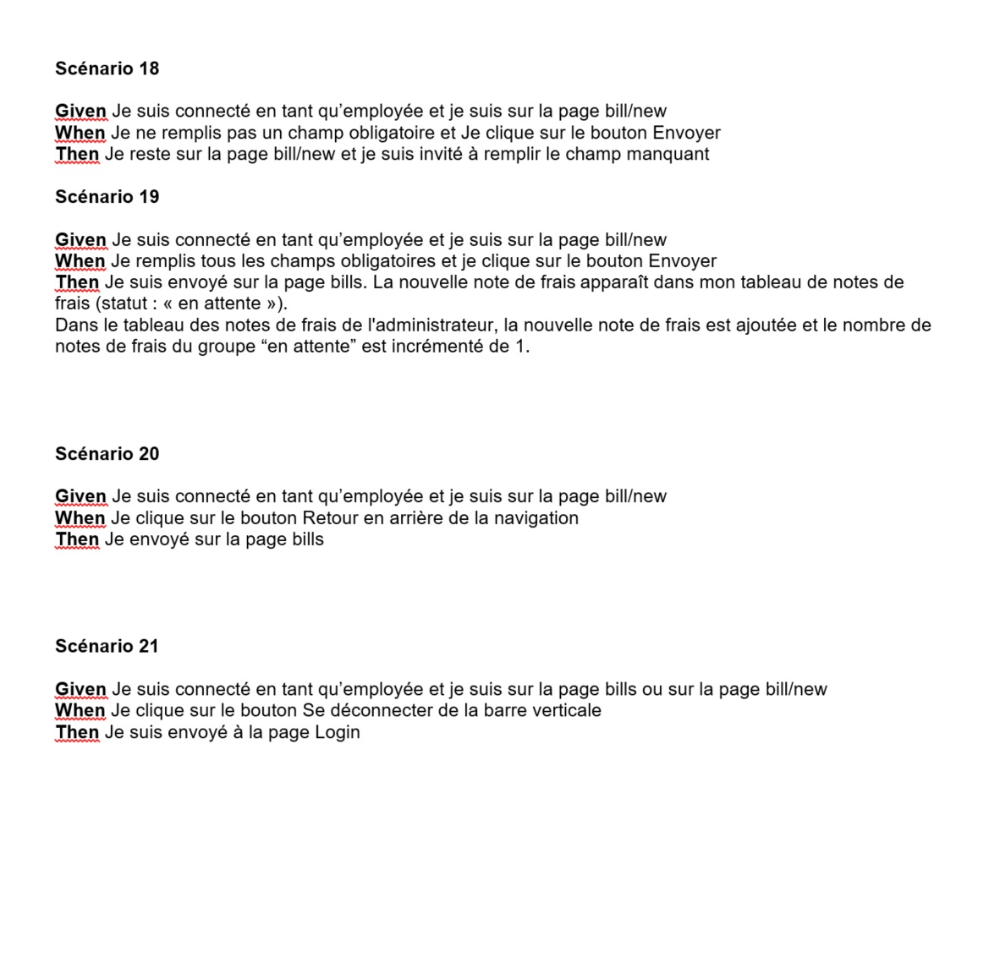 Scénario 18
Given Je suis connecté en tant qu’employée et je suis sur la page bill/new
When Je ne remplis pas un champ obligatoire et Je clique sur le bouton Envoyer
Then Je reste sur la page bill/new et je suis invité à remplir le champ manquant
Scénario 19
Given Je suis connecté en tant qu’employée et je suis sur la page bill/new
When Je remplis tous les champs obligatoires et je clique sur le bouton Envoyer
Then Je suis envoyé sur la page bills. La nouvelle note de frais apparaît dans mon tableau de notes de
frais (statut : « en attente »).
Dans le tableau des notes de frais de l'administrateur, la nouvelle note de frais est ajoutée et le nombre de
notes de frais du groupe “en attente” est incrémenté de 1.
Scénario 20
Given Je suis connecté en tant qu’employée et je suis sur la page bill/new
When Je clique sur le bouton Retour en arrière de la navigation
Then Je envoyé sur la page bills
Scénario 21
Given Je suis connecté en tant qu’employée et je suis sur la page bills ou sur la page bill/new
When Je clique sur le bouton Se déconnecter de la barre verticale
Then Je suis envoyé à la page Login